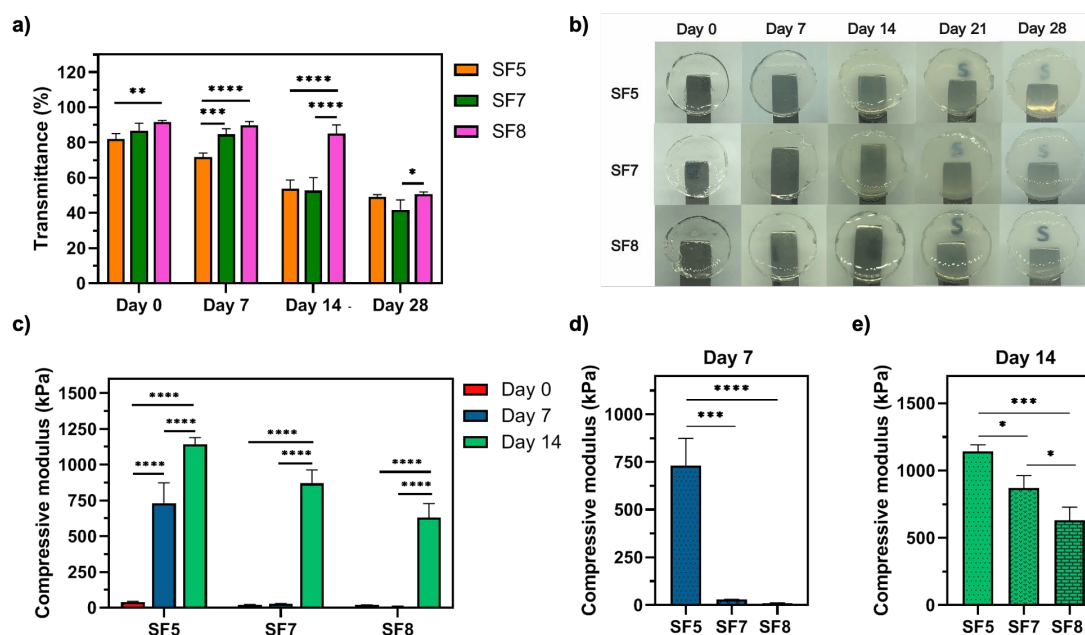 a)
Transmittance (%)
120
100
80
60
40
20
0
** **** *** **** **** *
Day 0 Day 7 Day 14 - Day 28
SF5
SF7
SF8
b)
Day 0 Day 7 Day 14 Day 21 Day 28
SF5 S S
SF7 S S
SF8 S S
c)
Compressive modulus (kPa)
1500
1250
1000
750
500
250
0
**** **** **** **** **** **** ****
SF5 SF7 SF8
Day 0
Day 7
Day 14
d)
Day 7
Compressive modulus (kPa)
1000
750
500
250
0
****
***
SF5 SF7 SF8
e)
Day 14
Compressive modulus (kPa)
1500
1000
500
0
***
*
*
SF5 SF7 SF8